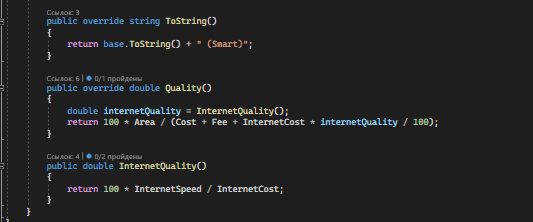 Ссылок: 3
public override string ToString()
{
return base.ToString() + " (Smart)";
}
Ссылок: 6 | 0/1 пройдены
public override double Quality()
{
double internetQuality = InternetQuality();
return 100 * Area / (Cost + Fee + InternetCost * internetQuality / 100);
}
Ссылок: 4 | 0/2 пройдены
public double InternetQuality()
{
return 100 * InternetSpeed / InternetCost;
}
}